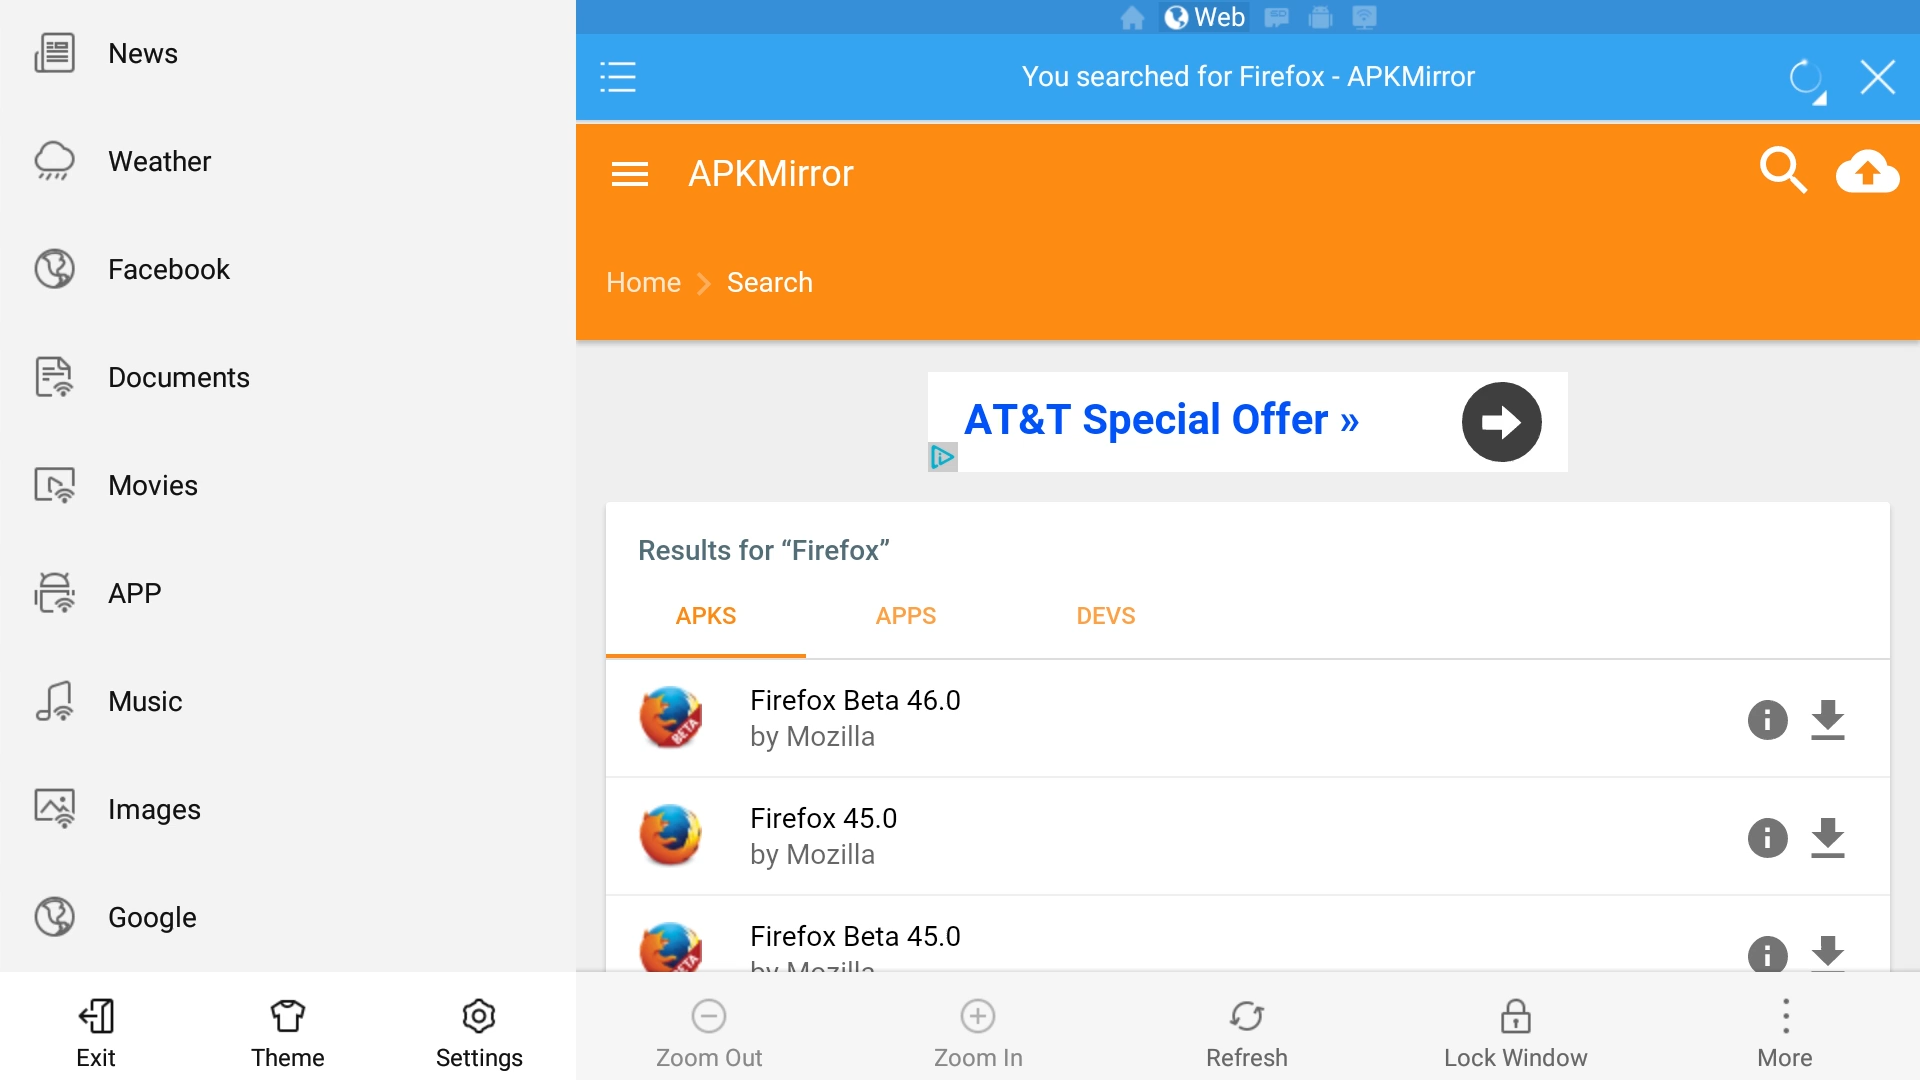 News
Weather
Facebook
Documents
Movies
APP
Music
Images
Google
Exit
Theme
Settings
Web
You searched for Firefox - APKMirror
APKMirror
Home
Search
AT&T Special Offer »
Results for “Firefox”
APKS
APPS
DEVS
Firefox Beta 46.0
by Mozilla
Firefox 45.0
by Mozilla
Firefox Beta 45.0
by Mozilla
Zoom Out
Zoom In
Refresh
Lock Window
More